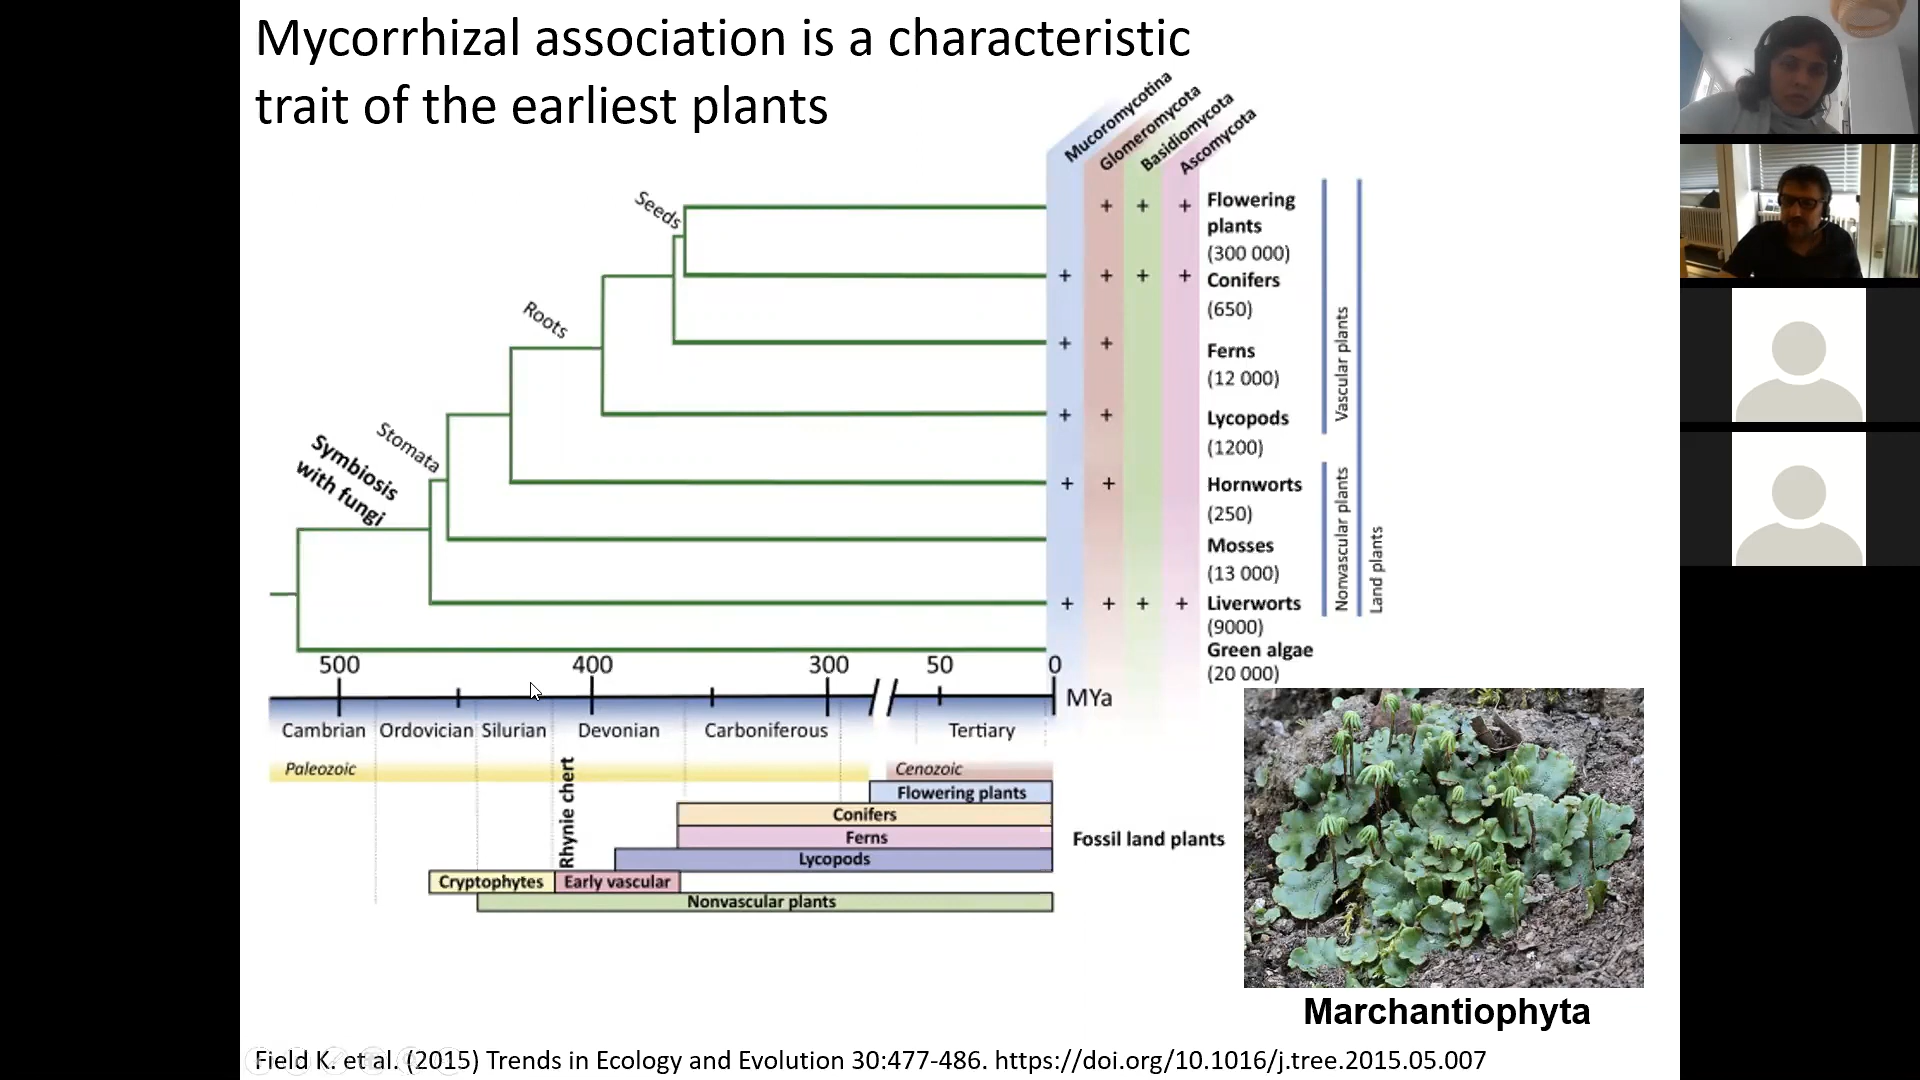 Mycorrhizal association is a characteristic
trait of the earliest plants
Mucoromycotina
Glomeromycota
Basidiomycota
Ascomycota
Seeds
Roots
Stomata
Symbiosis
with fungi
+ + + Flowering
plants
(300 000)
+ + + + Conifers
(650)
+ + Ferns
(12 000)
+ + Lycopods
(1200)
+ + Hornworts
(250)
Mosses
(13 000)
+ + + + Liverworts
(9000)
Green algae
(20 000)
Vascular plants
Nonvascular plants
Land plants
500 400 300 50 0
MYa
Cambrian Ordovician Silurian Devonian Carboniferous Tertiary
Paleozoic Cenozoic
Rhynie chert
Flowering plants
Conifers
Ferns
Lycopods
Cryptophytes Early vascular
Nonvascular plants
Fossil land plants
Marchantiophyta
Field K. et al. (2015) Trends in Ecology and Evolution 30:477-486. https://doi.org/10.1016/j.tree.2015.05.007